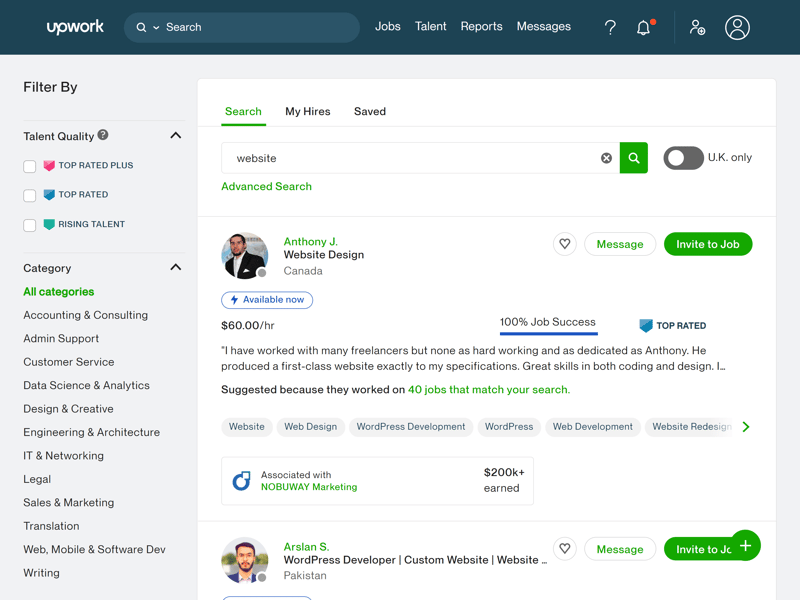 upwork
Search
Jobs
Talent
Reports
Messages
Filter By
Talent Quality
TOP RATED PLUS
TOP RATED
RISING TALENT
Category
All categories
Accounting & Consulting
Admin Support
Customer Service
Data Science & Analytics
Design & Creative
Engineering & Architecture
IT & Networking
Legal
Sales & Marketing
Translation
Web, Mobile & Software Dev
Writing
Search
My Hires
Saved
website
U.K. only
Advanced Search
Anthony J.
Website Design
Canada
Message
Invite to Job
Available now
$60.00/hr
100% Job Success
TOP RATED
"I have worked with many freelancers but none as hard working and as dedicated as Anthony. He
produced a first-class website exactly to my specifications. Great skills in both coding and design. I…
Suggested because they worked on 40 jobs that match your search.
Website
Web Design
WordPress Development
WordPress
Web Development
Website Redesign
Associated with
NOBUWAY Marketing
$200k+
earned
Arslan S.
WordPress Developer | Custom Website | Website ...
Pakistan
Message
Invite to Jo